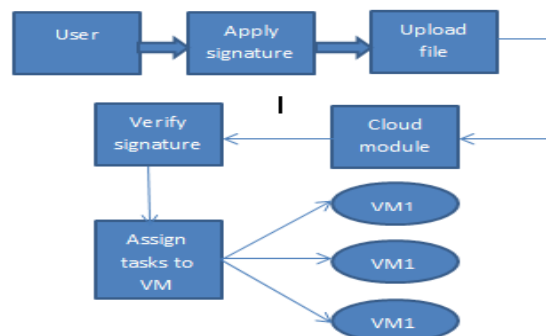 User
Apply
signature
Upload
file
Verify
signature
Cloud
module
Assign
tasks to
VM
VM1
VM1
VM1